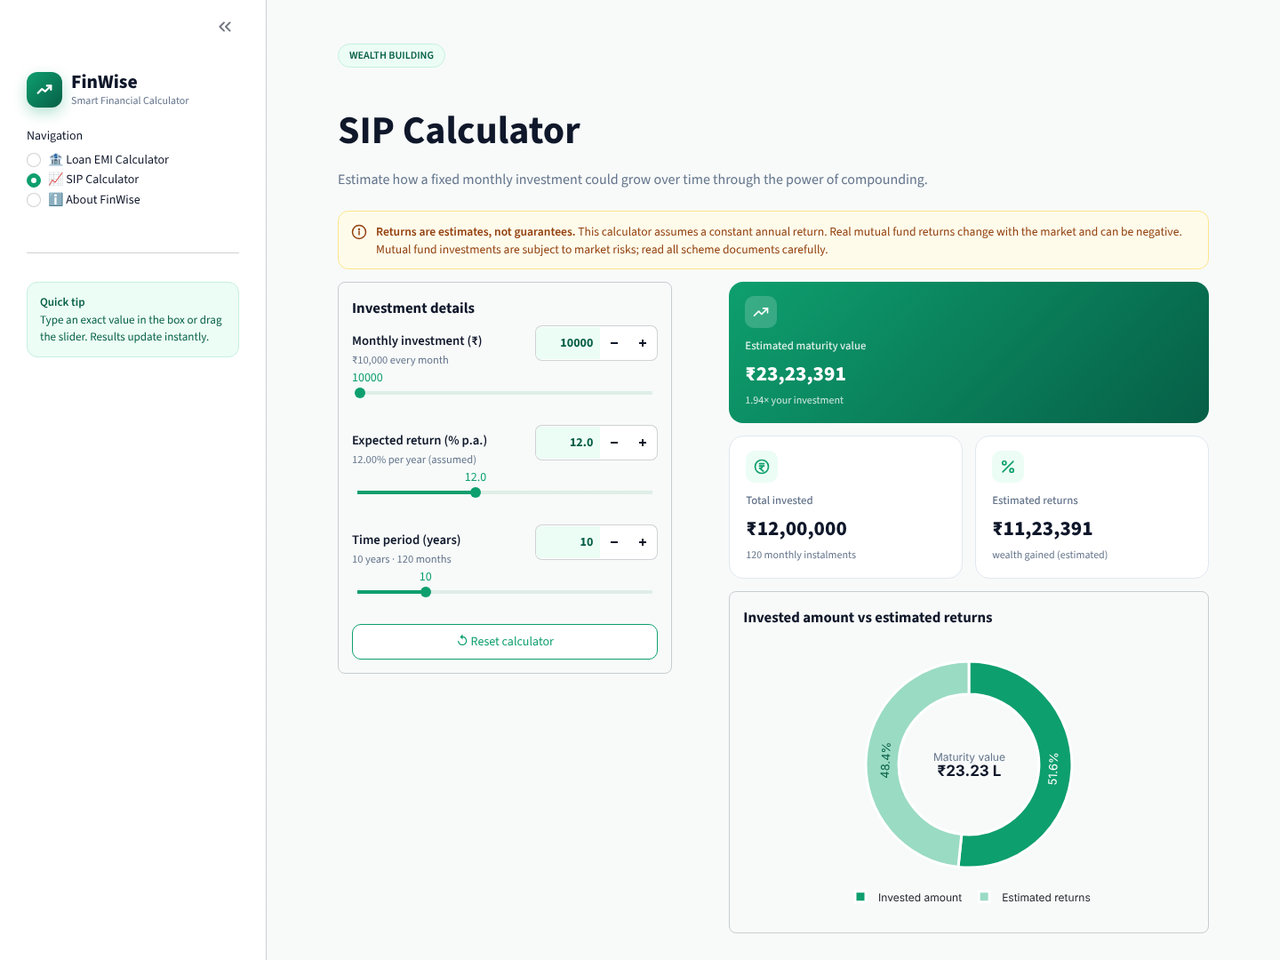 FinWise
Smart Financial Calculator
Navigation
Loan EMI Calculator
SIP Calculator
About FinWise
Quick tip
Type an exact value in the box or drag
the slider. Results update instantly.
WEALTH BUILDING
SIP Calculator
Estimate how a fixed monthly investment could grow over time through the power of compounding.
Returns are estimates, not guarantees. This calculator assumes a constant annual return. Real mutual fund returns change with the market and can be negative.
Mutual fund investments are subject to market risks; read all scheme documents carefully.
Investment details
Monthly investment (₹)
₹10,000 every month
10000 − +
10000
Expected return (% p.a.)
12.00% per year (assumed)
12.0 − +
12.0
Time period (years)
10 years · 120 months
10 − +
10
Reset calculator
Estimated maturity value
₹23,23,391
1.94× your investment
Total invested
₹12,00,000
120 monthly instalments
Estimated returns
₹11,23,391
wealth gained (estimated)
Invested amount vs estimated returns
48.4%
Maturity value
₹23.23 L
51.6%
Invested amount
Estimated returns